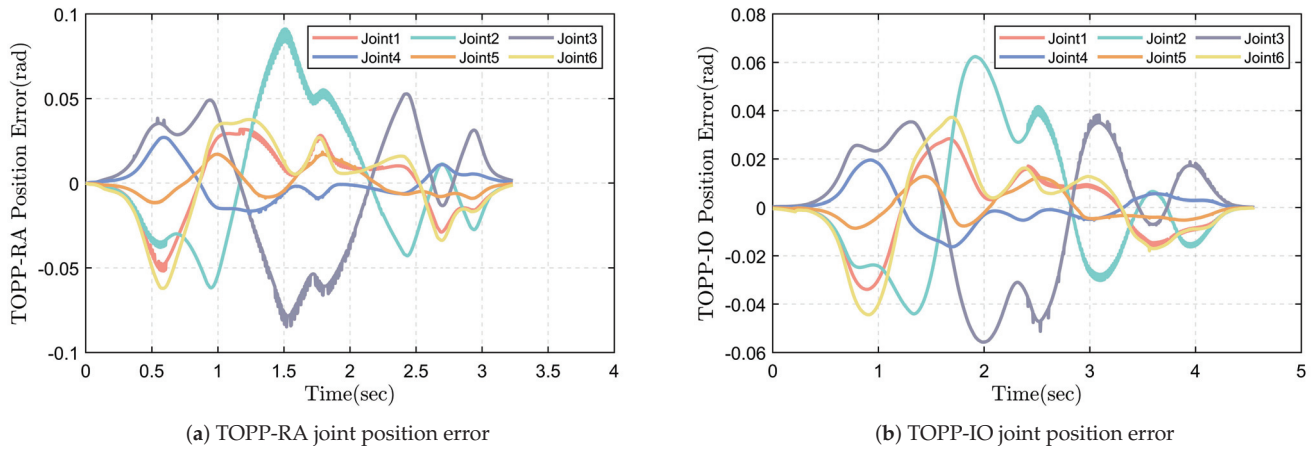 TOPP-RA Position Error(rad)
0.1
0.05
0
-0.05
-0.1
Joint1 Joint2 Joint3
Joint4 Joint5 Joint6
0 0.5 1 1.5 2 2.5 3 3.5 4
Time(sec)
(a) TOPP-RA joint position error
TOPP-IO Position Error(rad)
0.08
0.06
0.04
0.02
0
-0.02
-0.04
-0.06
Joint1 Joint2 Joint3
Joint4 Joint5 Joint6
0 1 2 3 4 5
Time(sec)
(b) TOPP-IO joint position error